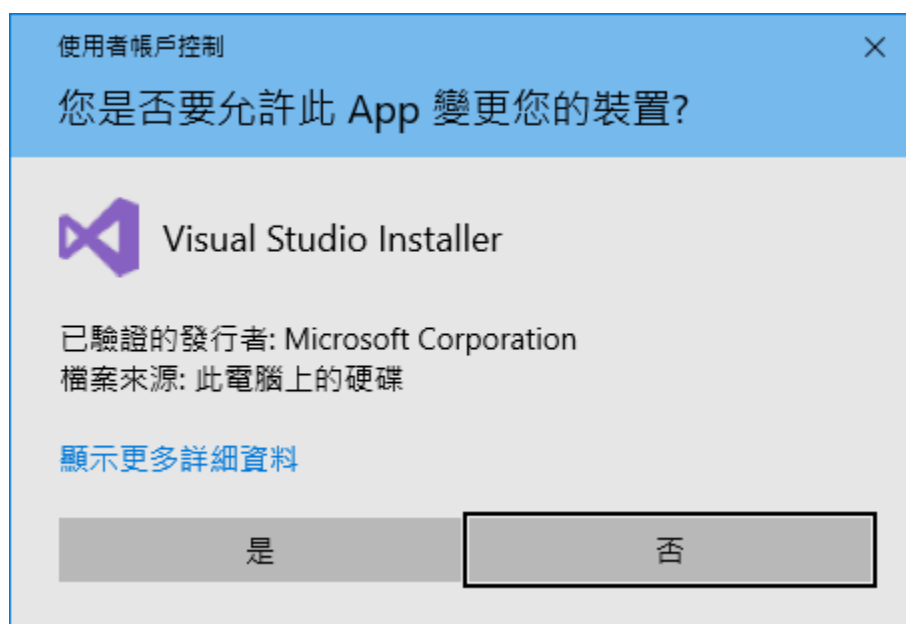 使用者帳戶控制
您是否要允許此 App 變更您的裝置?
Visual Studio Installer
已驗證的發行者: Microsoft Corporation
檔案來源: 此電腦上的硬碟
顯示更多詳細資料
是
否